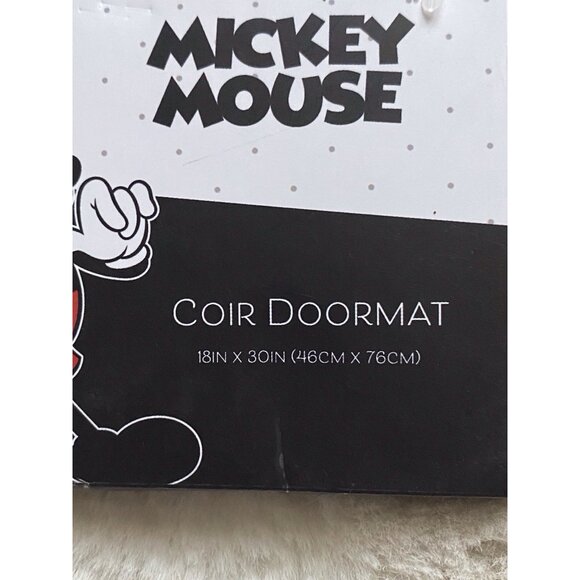 MICKEY
MOUSE
COIR DOORMAT
18IN X 30IN (46CM X 76CM)